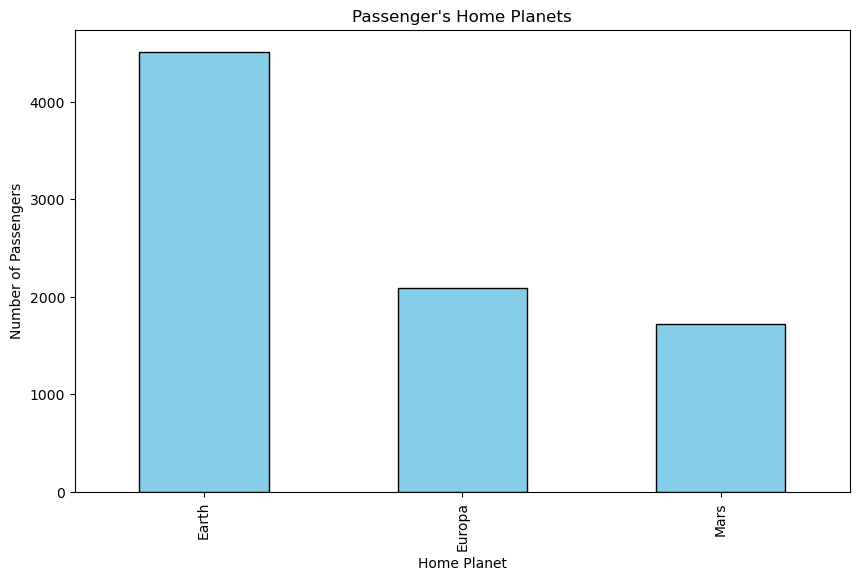 Passenger's Home Planets
Number of Passengers
4000
3000
2000
1000
0
Earth
Europa
Mars
Home Planet